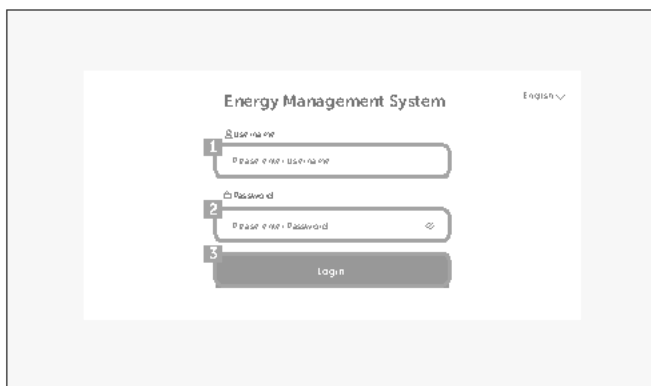 Energy Management System
English
Username
1
Please enter Username
Password
2
Please enter Password
3
Login